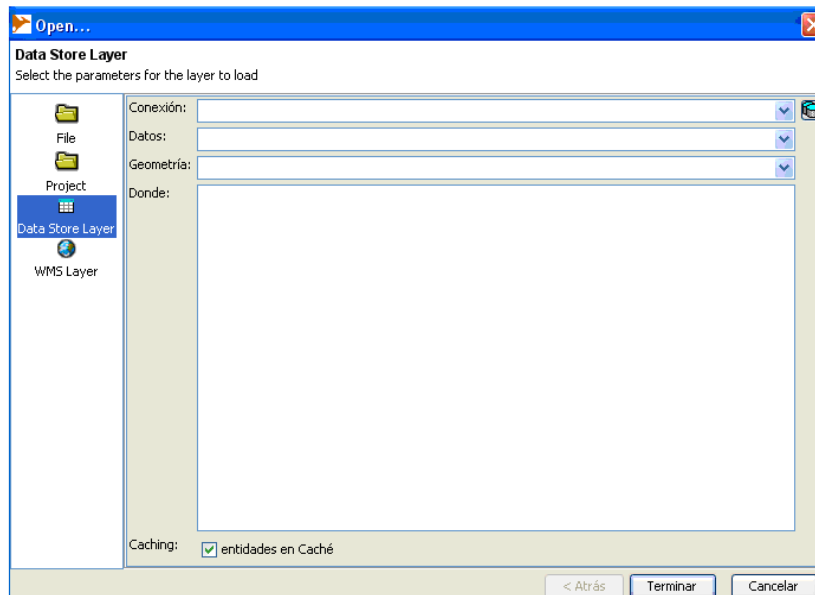 Open...
Data Store Layer
Select the parameters for the layer to load
File
Project
Data Store Layer
WMS Layer
Conexión:
Datos:
Geometría:
Donde:
Caching:
entidades en Caché
< Atrás
Terminar
Cancelar